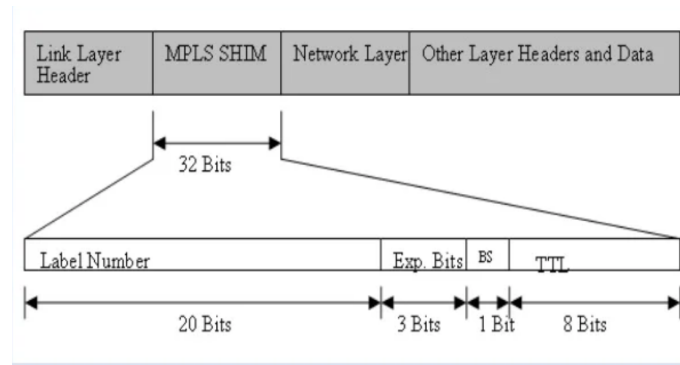 Link Layer
Header
MPLS SHIM
Network Layer
Other Layer Headers and Data
32 Bits
Label Number
Exp. Bits
BS
TTL
20 Bits
3 Bits
1 Bit
8 Bits